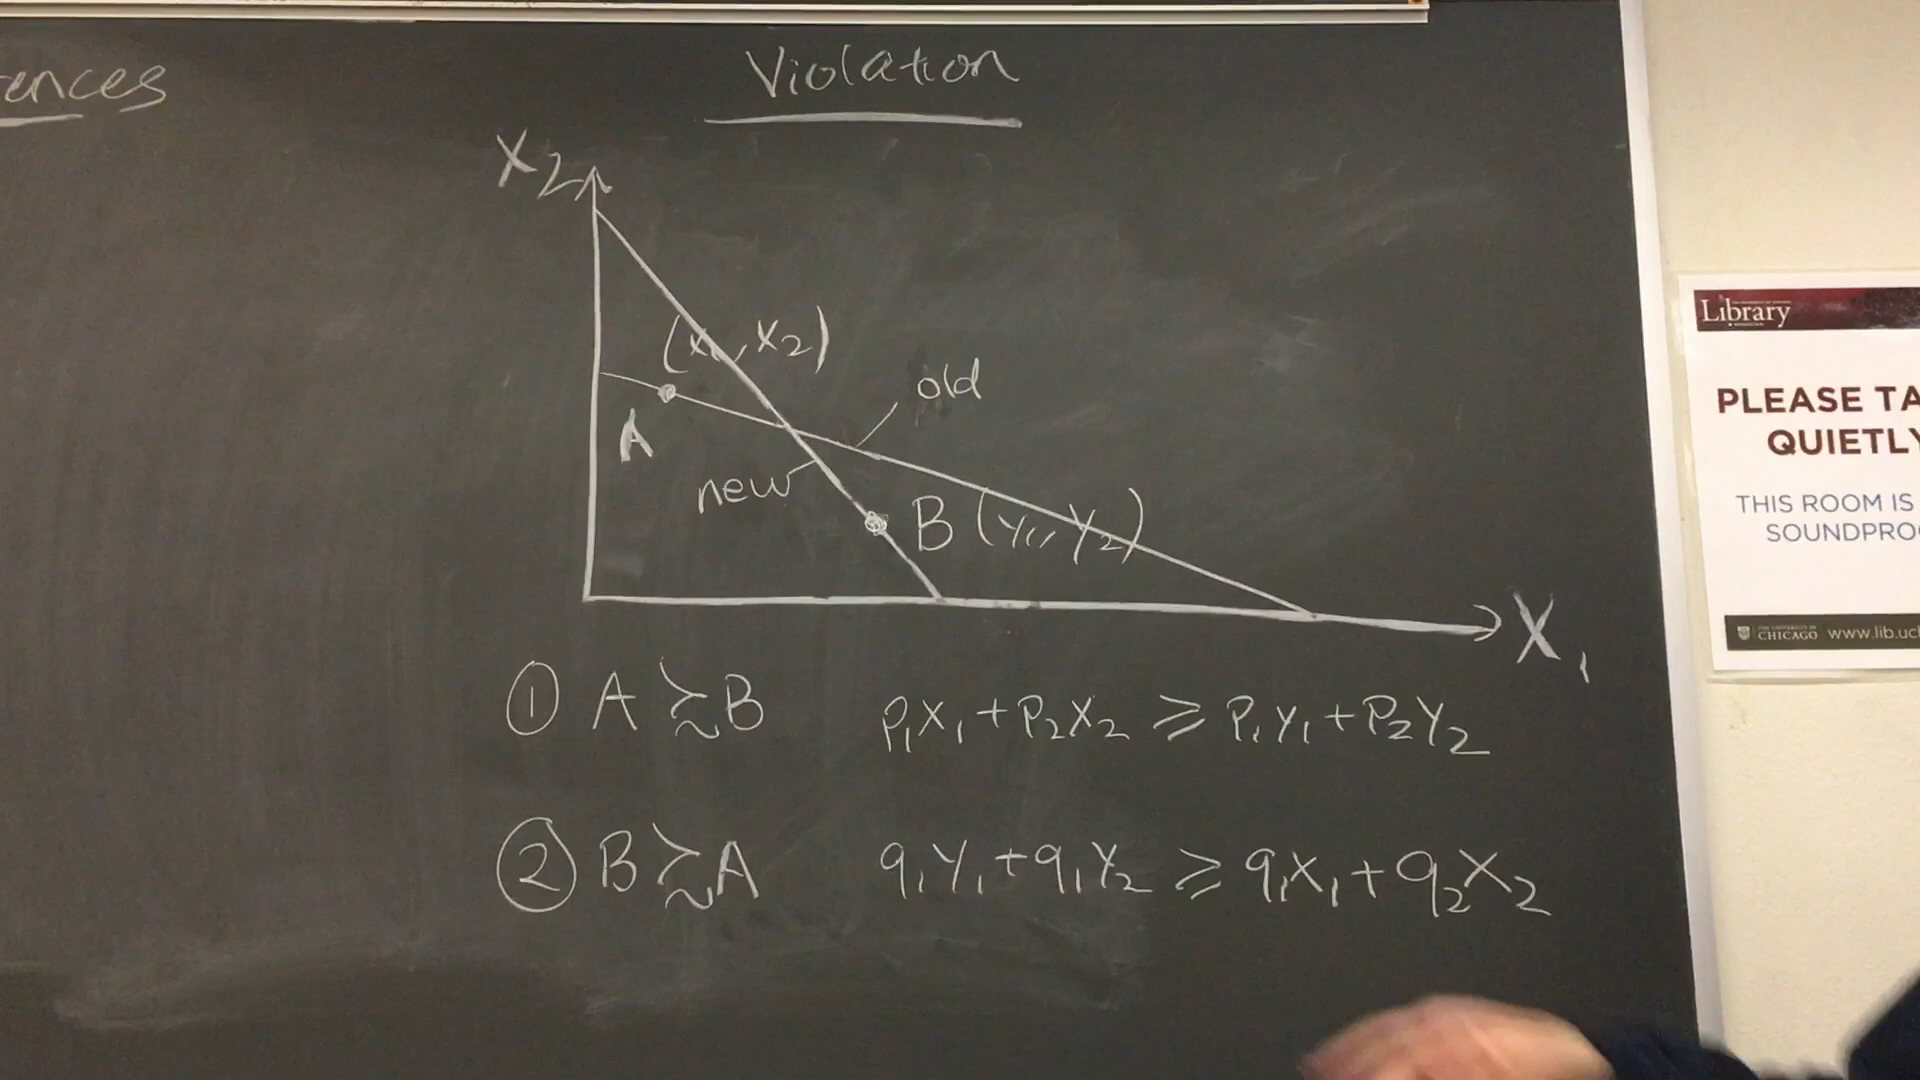 ences
Violation
X2
(x1, x2)
old
A
new
B (y1, y2)
X1
① A ≿ B p1x1 + p2x2 ≥ p1y1 + p2y2
② B ≿ A q1y1 + q1y2 ≥ q1x1 + q2x2
Library
PLEASE TA
QUIETLY
THIS ROOM IS
SOUNDPRO
CHICAGO www.lib.uc